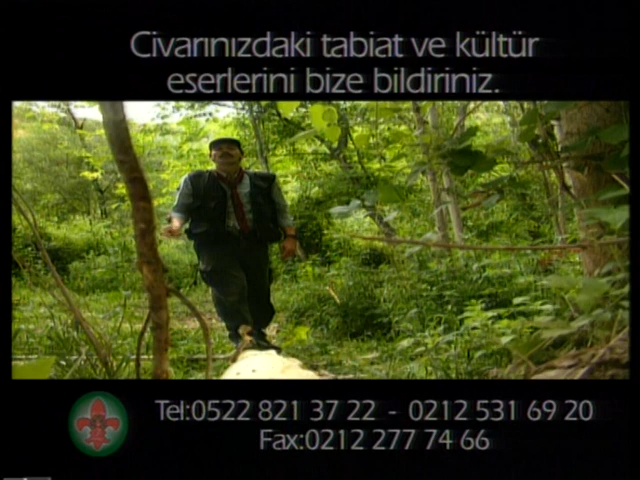 Civarınızdaki tabiat ve kültür
eserlerini bize bildiriniz.
Tel:0522 821 37 22 - 0212 531 69 20
Fax:0212 277 74 66